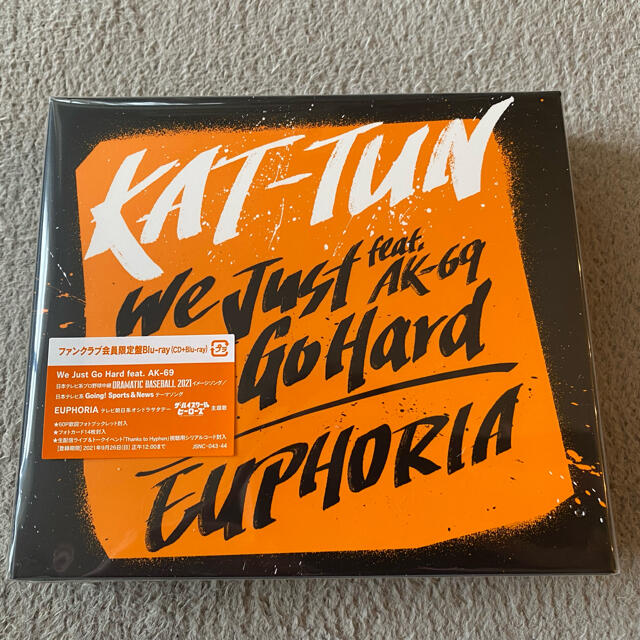 KAT-TUN
We Just feat. AK-69
Go Hard
EUPHORIA
ファンクラブ会員限定盤Blu-ray(CD+Blu-ray)
プラ
We Just Go Hard feat. AK-69
日本テレビ系プロ野球中継 DRAMATIC BASEBALL 2021 イメージソング/
日本テレビ系 Going! Sports & News テーマソング
EUPHORIA テレビ朝日系オシドラサタデー ザ・ハイスクール ヒーローズ 主題歌
★60P歌詞フォトブックレット封入
★フォトカード14枚封入
★生配信ライブ&トークイベント「Thanks to Hyphen」視聴用シリアルコード封入
[登録期間] 2021年9月26日(日) 正午12:00まで JSNC-043・44